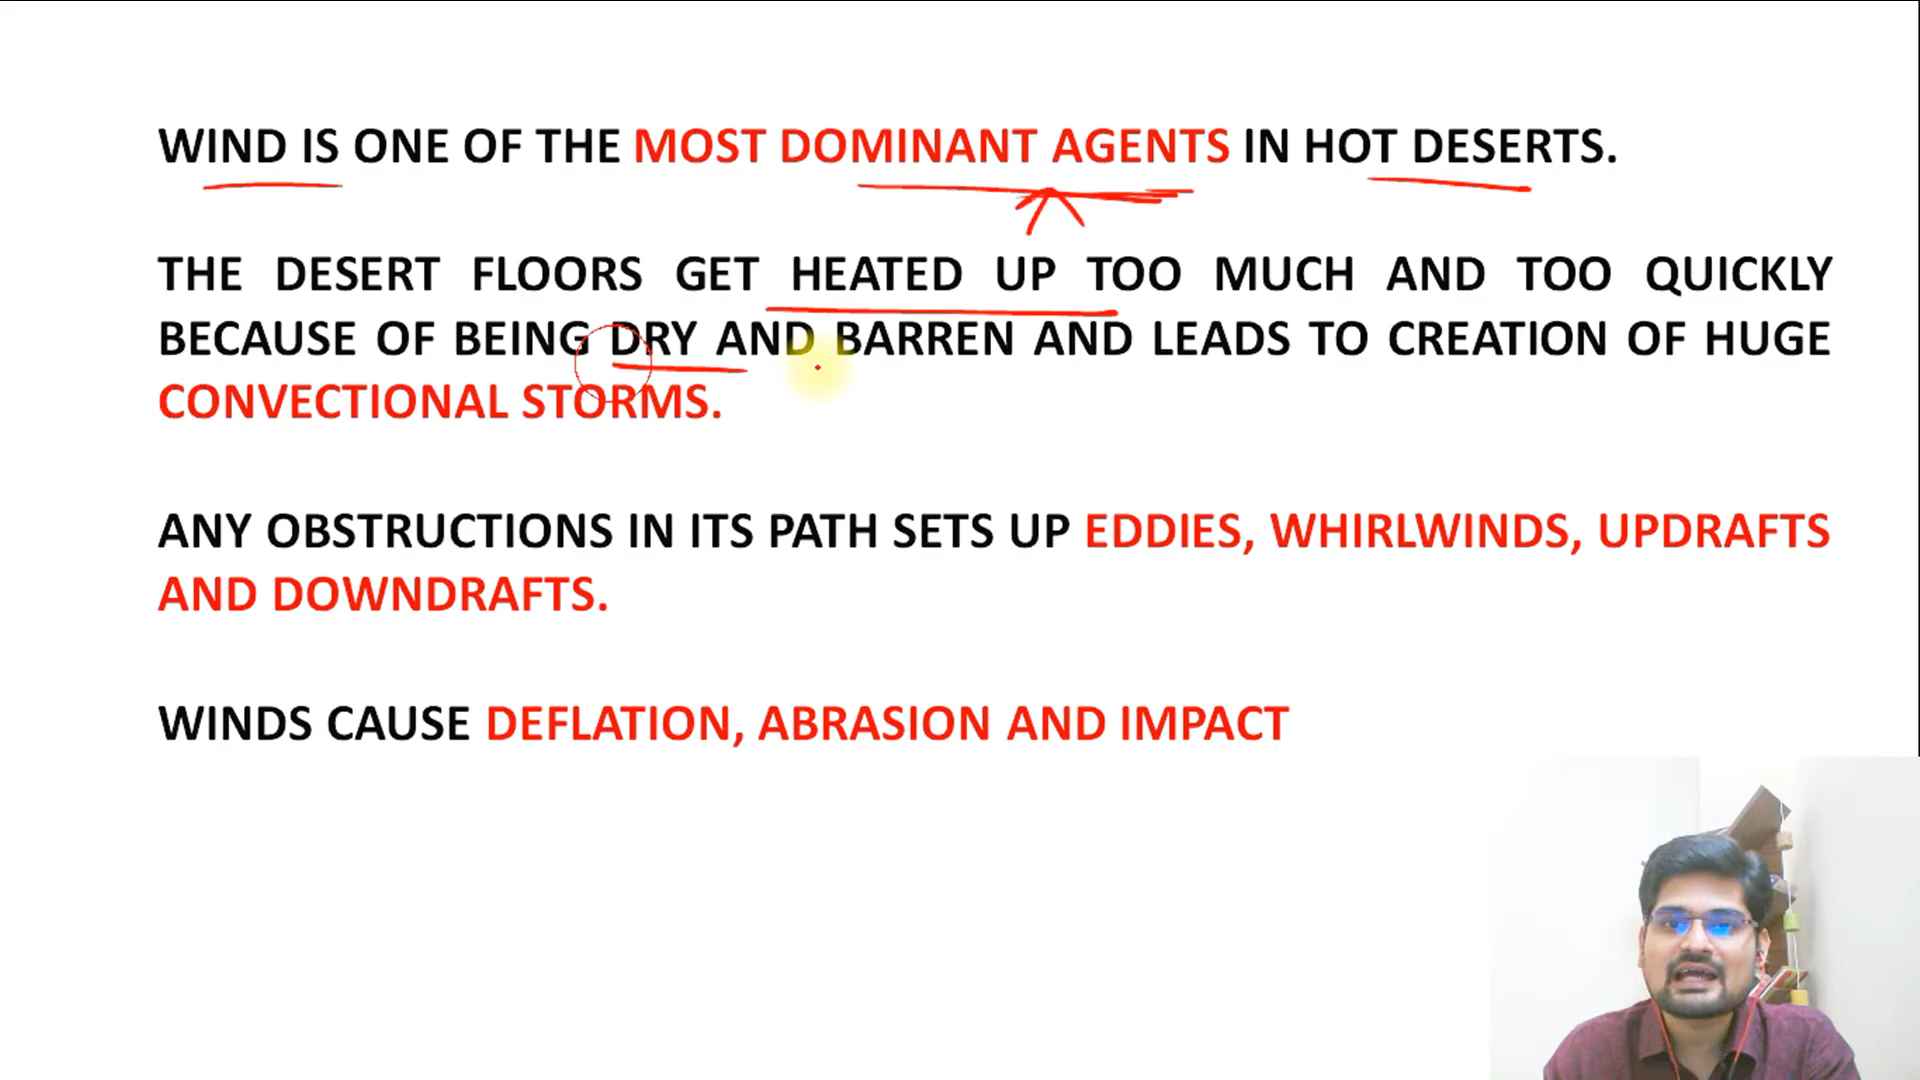 WIND IS ONE OF THE MOST DOMINANT AGENTS IN HOT DESERTS.
THE DESERT FLOORS GET HEATED UP TOO MUCH AND TOO QUICKLY
BECAUSE OF BEING DRY AND BARREN AND LEADS TO CREATION OF HUGE
CONVECTIONAL STORMS.
ANY OBSTRUCTIONS IN ITS PATH SETS UP EDDIES, WHIRLWINDS, UPDRAFTS
AND DOWNDRAFTS.
WINDS CAUSE DEFLATION, ABRASION AND IMPACT